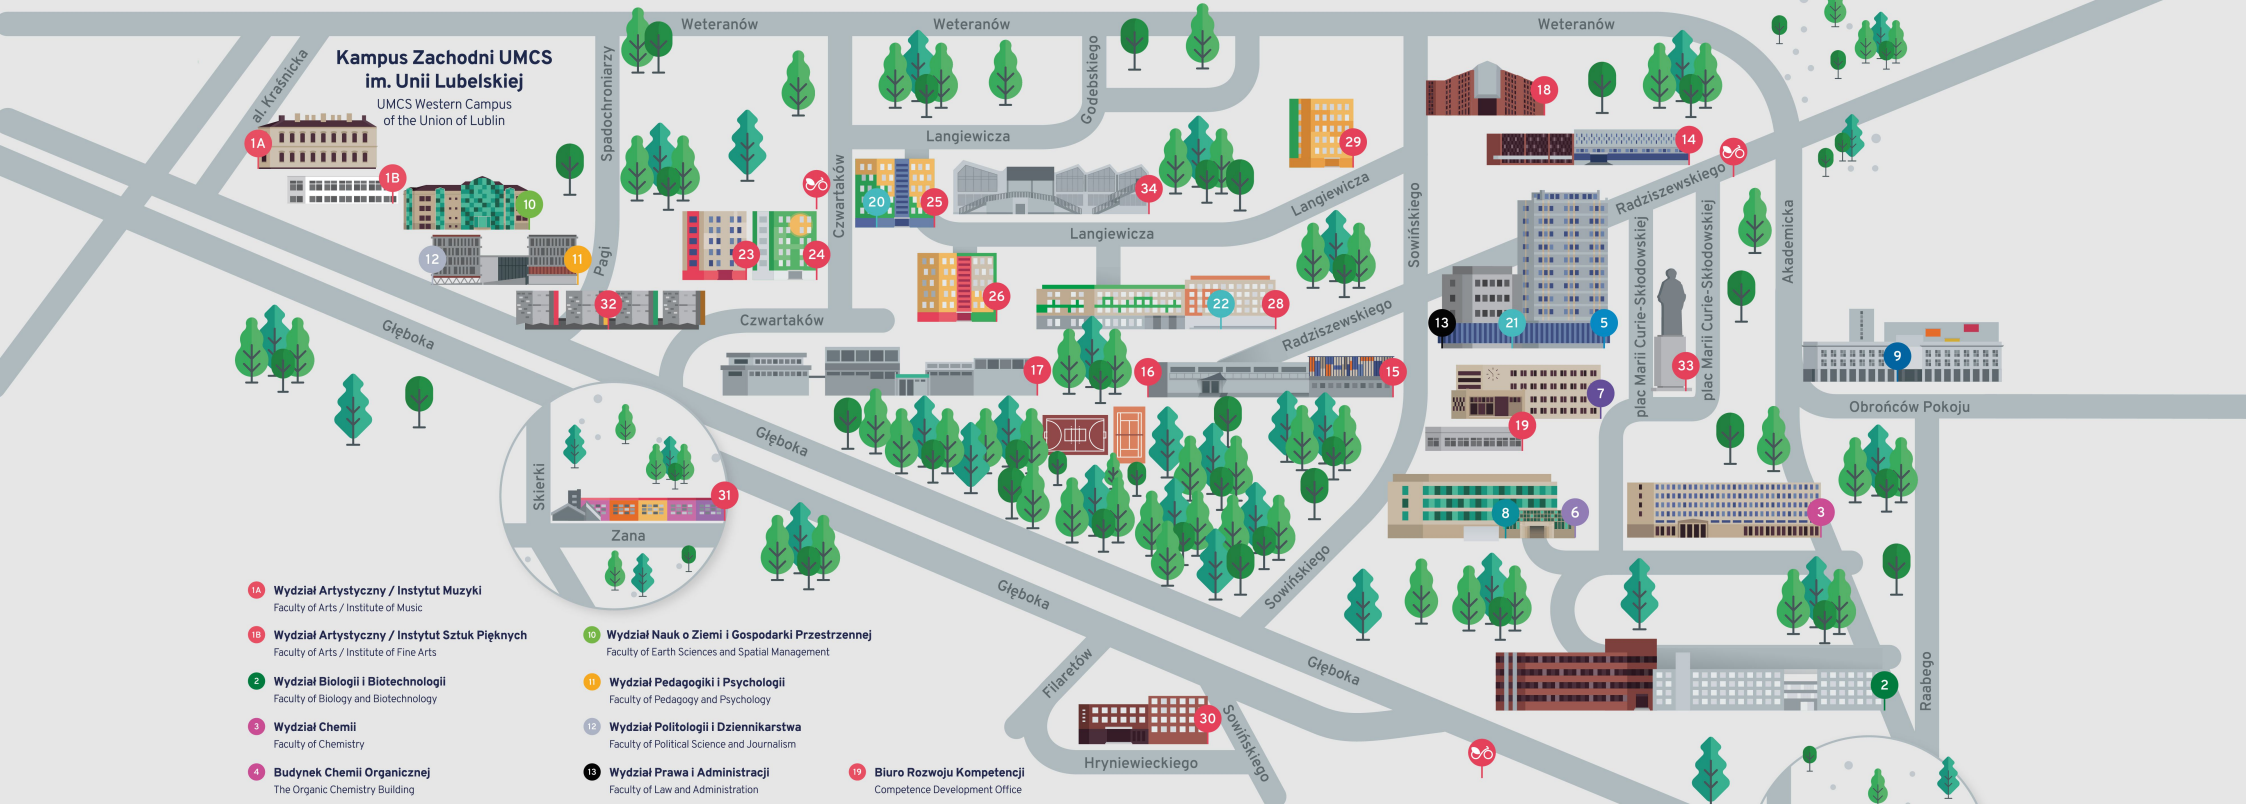 Weteranów
Weteranów
Weteranów
al. Kraśnicka
Kampus Zachodni UMCS
im. Unii Lubelskiej
UMCS Western Campus
of the Union of Lublin
Spadochroniarzy
Godebskiego
18
Langiewicza
1A
29
14
1B
Czwartaków
Radziszewskiego
34
Langiewicza
10
20
25
Sowińskiego
plac Marii Curie-Skłodowskiej
plac Marii Curie-Skłodowskiej
Akademicka
Langiewicza
12
11
Pagi
23
24
26
22
28
32
Czwartaków
Radziszewskiego
13
21
5
Głęboka
9
17
16
15
33
7
Obrońców Pokoju
19
Głęboka
Skierki
31
Zana
8
6
3
Głęboka
Sowińskiego
Filaretów
Głęboka
Raabego
2
30
Sowińskiego
Hryniewieckiego
1A Wydział Artystyczny / Instytut Muzyki
Faculty of Arts / Institute of Music
1B Wydział Artystyczny / Instytut Sztuk Pięknych
Faculty of Arts / Institute of Fine Arts
2 Wydział Biologii i Biotechnologii
Faculty of Biology and Biotechnology
3 Wydział Chemii
Faculty of Chemistry
4 Budynek Chemii Organicznej
The Organic Chemistry Building
10 Wydział Nauk o Ziemi i Gospodarki Przestrzennej
Faculty of Earth Sciences and Spatial Management
11 Wydział Pedagogiki i Psychologii
Faculty of Pedagogy and Psychology
12 Wydział Politologii i Dziennikarstwa
Faculty of Political Science and Journalism
13 Wydział Prawa i Administracji
Faculty of Law and Administration
19 Biuro Rozwoju Kompetencji
Competence Development Office